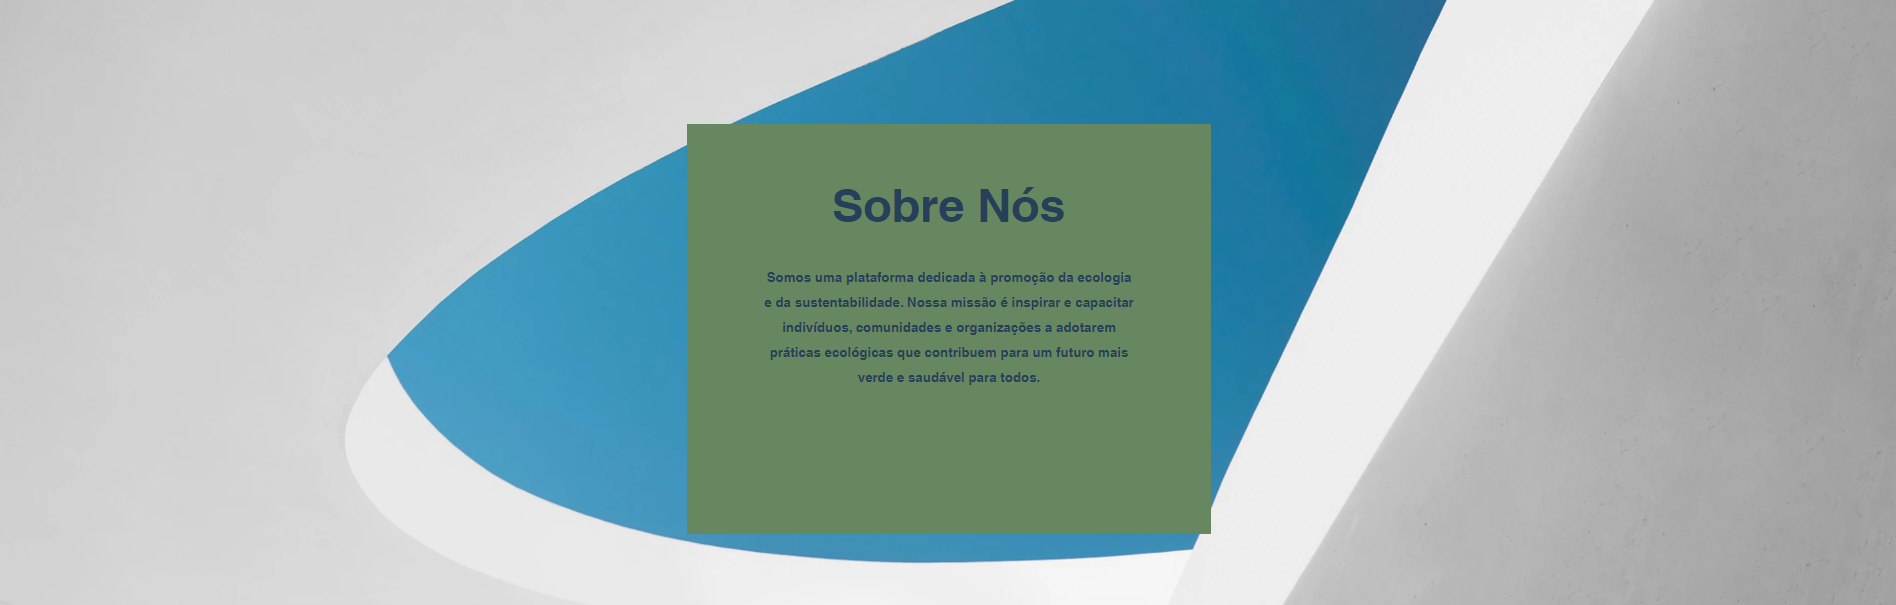 Sobre Nós
Somos uma plataforma dedicada à promoção da ecologia
e da sustentabilidade. Nossa missão é inspirar e capacitar
indivíduos, comunidades e organizações a adotarem
práticas ecológicas que contribuem para um futuro mais
verde e saudável para todos.